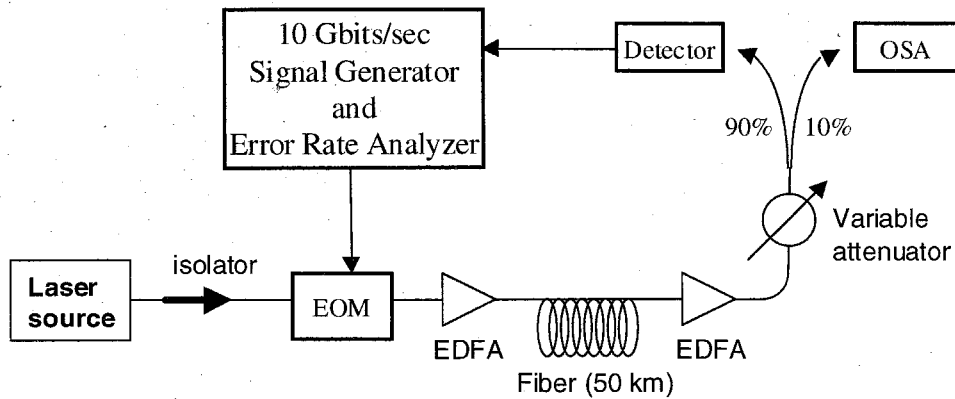 10 Gbits/sec
Signal Generator
and
Error Rate Analyzer
Detector
OSA
90%
10%
Variable
attenuator
isolator
Laser
source
EOM
EDFA
EDFA
Fiber (50 km)